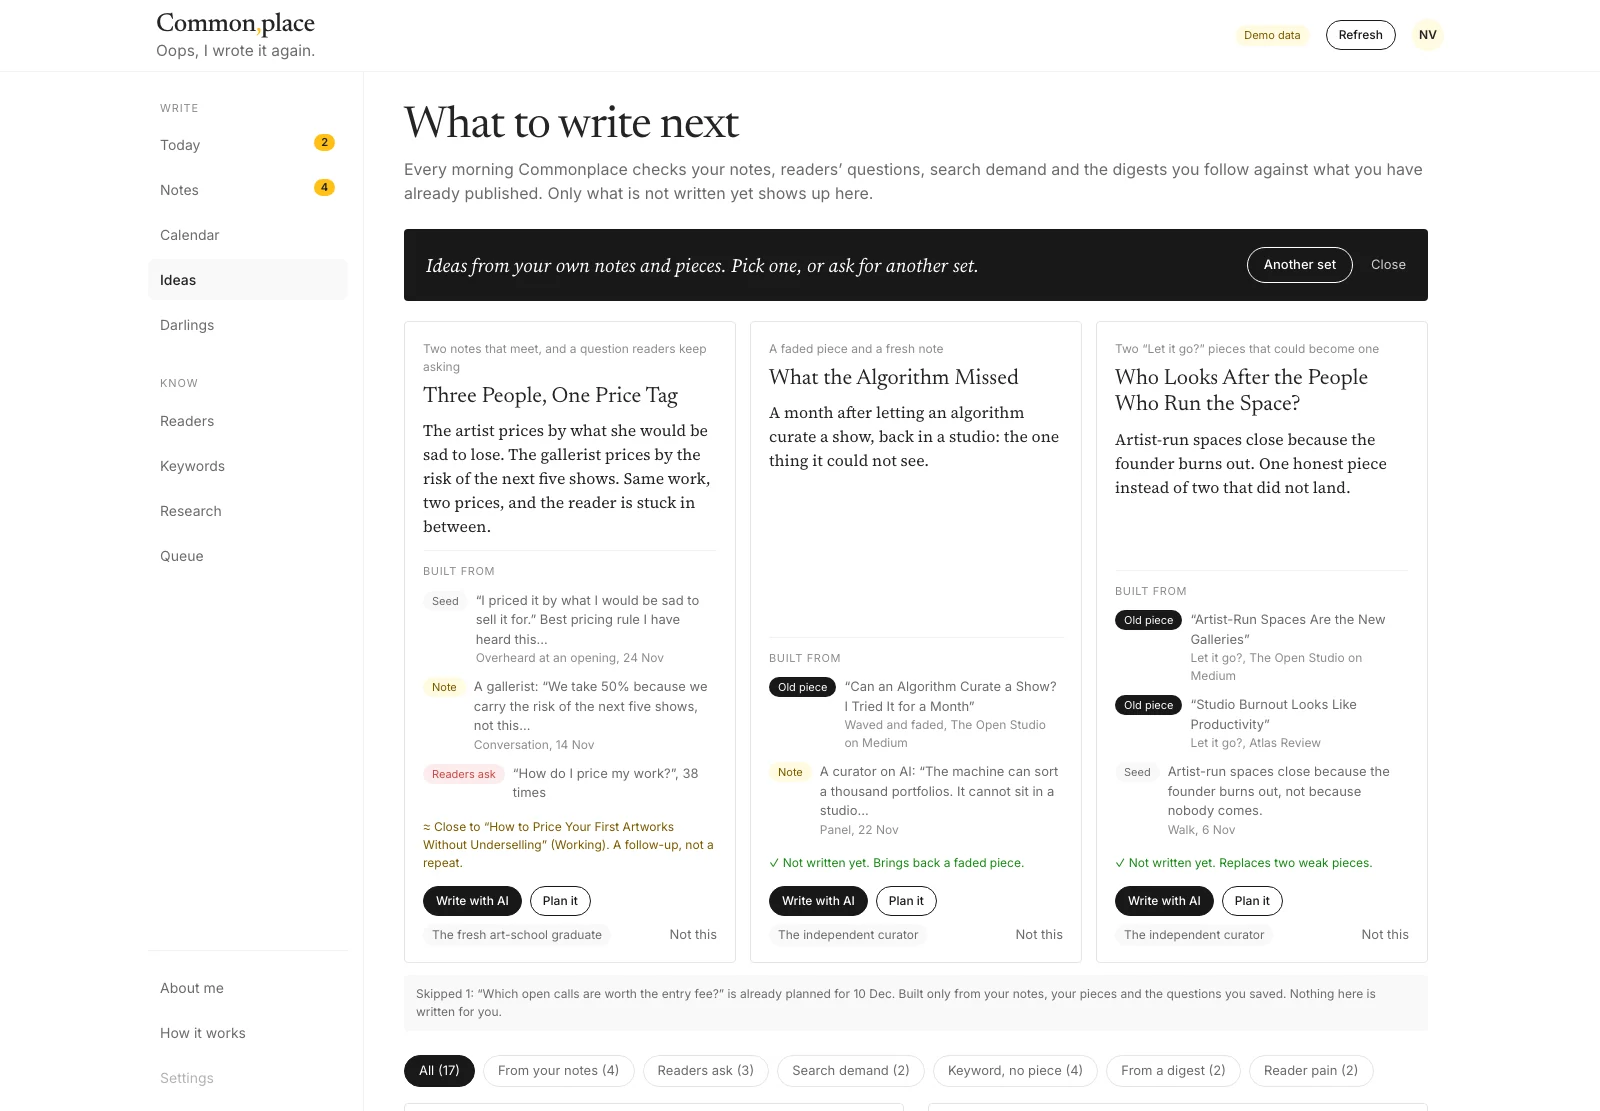 Common,place
Oops, I wrote it again.
Demo data
Refresh
NV
WRITE
Today
2
Notes
4
Calendar
Ideas
Darlings
KNOW
Readers
Keywords
Research
Queue
About me
How it works
Settings
What to write next
Every morning Commonplace checks your notes, readers’ questions, search demand and the digests you follow against what you have
already published. Only what is not written yet shows up here.
Ideas from your own notes and pieces. Pick one, or ask for another set.
Another set
Close
Two notes that meet, and a question readers keep
asking
Three People, One Price Tag
The artist prices by what she would be
sad to lose. The gallerist prices by the
risk of the next five shows. Same work,
two prices, and the reader is stuck in
between.
BUILT FROM
Seed
“I priced it by what I would be sad to
sell it for.” Best pricing rule I have
heard this...
Overheard at an opening, 24 Nov
Note
A gallerist: “We take 50% because we
carry the risk of the next five shows,
not this...
Conversation, 14 Nov
Readers ask
“How do I price my work?”, 38
times
≈ Close to “How to Price Your First Artworks
Without Underselling” (Working). A follow-up, not a
repeat.
Write with AI
Plan it
The fresh art-school graduate
Not this
A faded piece and a fresh note
What the Algorithm Missed
A month after letting an algorithm
curate a show, back in a studio: the one
thing it could not see.
BUILT FROM
Old piece
“Can an Algorithm Curate a Show?
I Tried It for a Month”
Waved and faded, The Open Studio
on Medium
Note
A curator on AI: “The machine can sort
a thousand portfolios. It cannot sit in a
studio...
Panel, 22 Nov
✓ Not written yet. Brings back a faded piece.
Write with AI
Plan it
The independent curator
Not this
Two “Let it go?” pieces that could become one
Who Looks After the People
Who Run the Space?
Artist-run spaces close because the
founder burns out. One honest piece
instead of two that did not land.
BUILT FROM
Old piece
“Artist-Run Spaces Are the New
Galleries”
Let it go?, The Open Studio on
Medium
Old piece
“Studio Burnout Looks Like
Productivity”
Let it go?, Atlas Review
Seed
Artist-run spaces close because the
founder burns out, not because
nobody comes.
Walk, 6 Nov
✓ Not written yet. Replaces two weak pieces.
Write with AI
Plan it
The independent curator
Not this
Skipped 1: “Which open calls are worth the entry fee?” is already planned for 10 Dec. Built only from your notes, your pieces and the questions you saved. Nothing here is
written for you.
All (17)
From your notes (4)
Readers ask (3)
Search demand (2)
Keyword, no piece (4)
From a digest (2)
Reader pain (2)